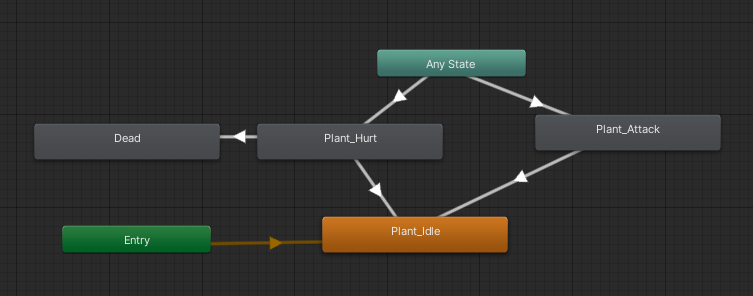 Any State
Dead
Plant_Hurt
Plant_Attack
Entry
Plant_Idle